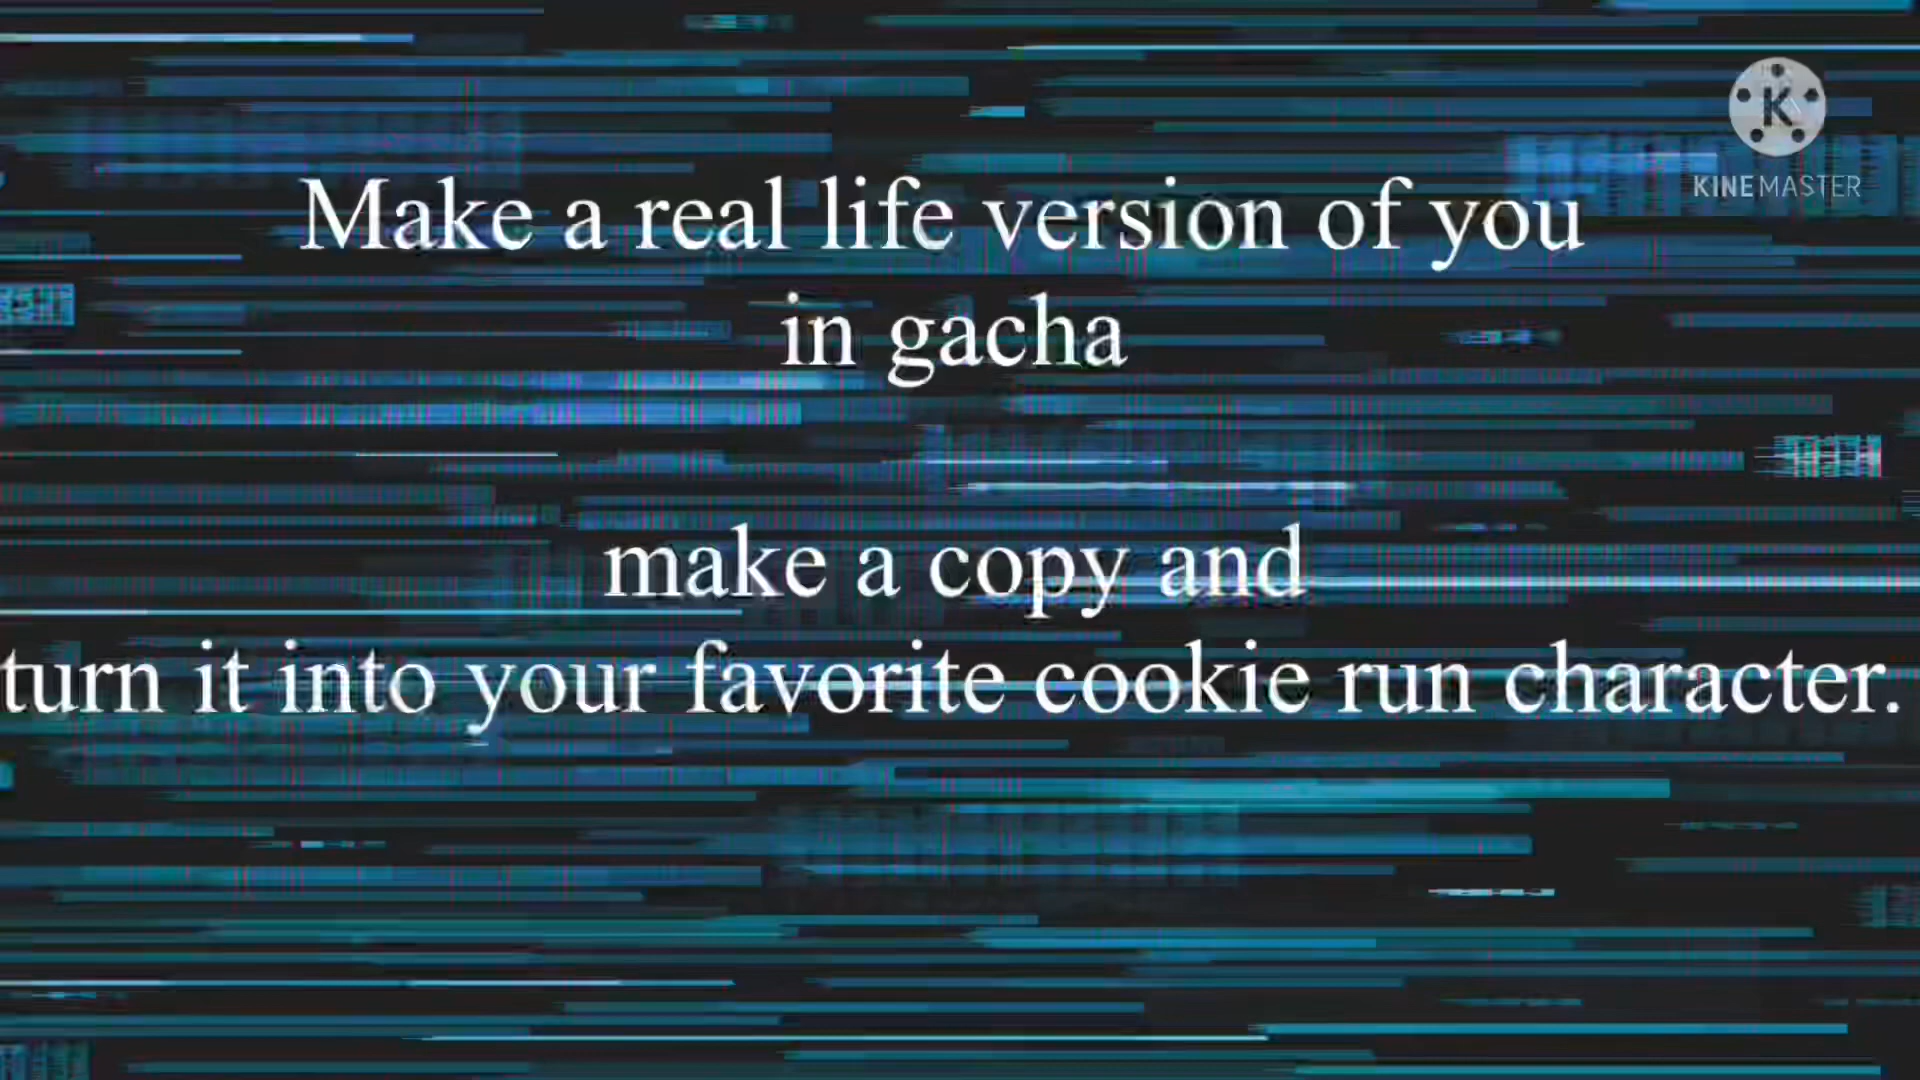 KINEMASTER
Make a real life version of you
in gacha
make a copy and
turn it into your favorite cookie run character.